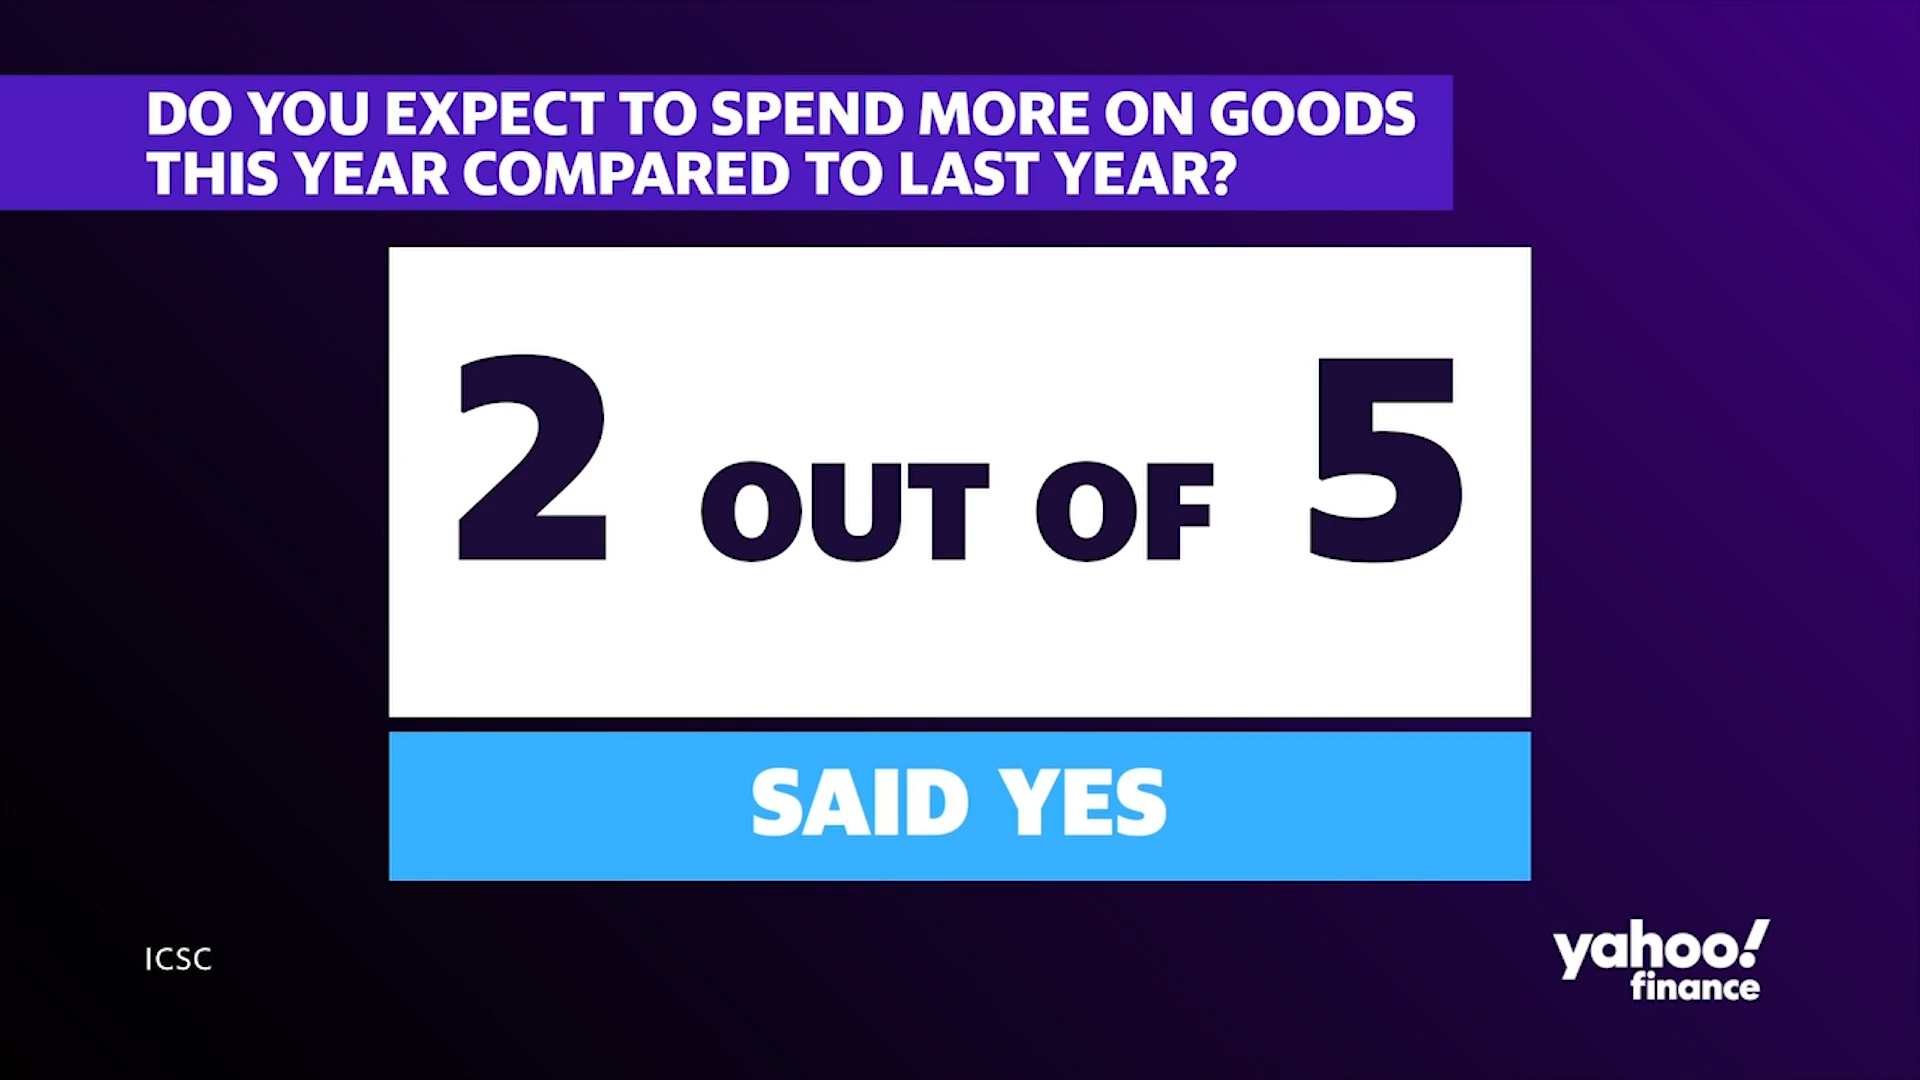 DO YOU EXPECT TO SPEND MORE ON GOODS
THIS YEAR COMPARED TO LAST YEAR?
2 OUT OF 5
SAID YES
ICSC
yahoo!
finance